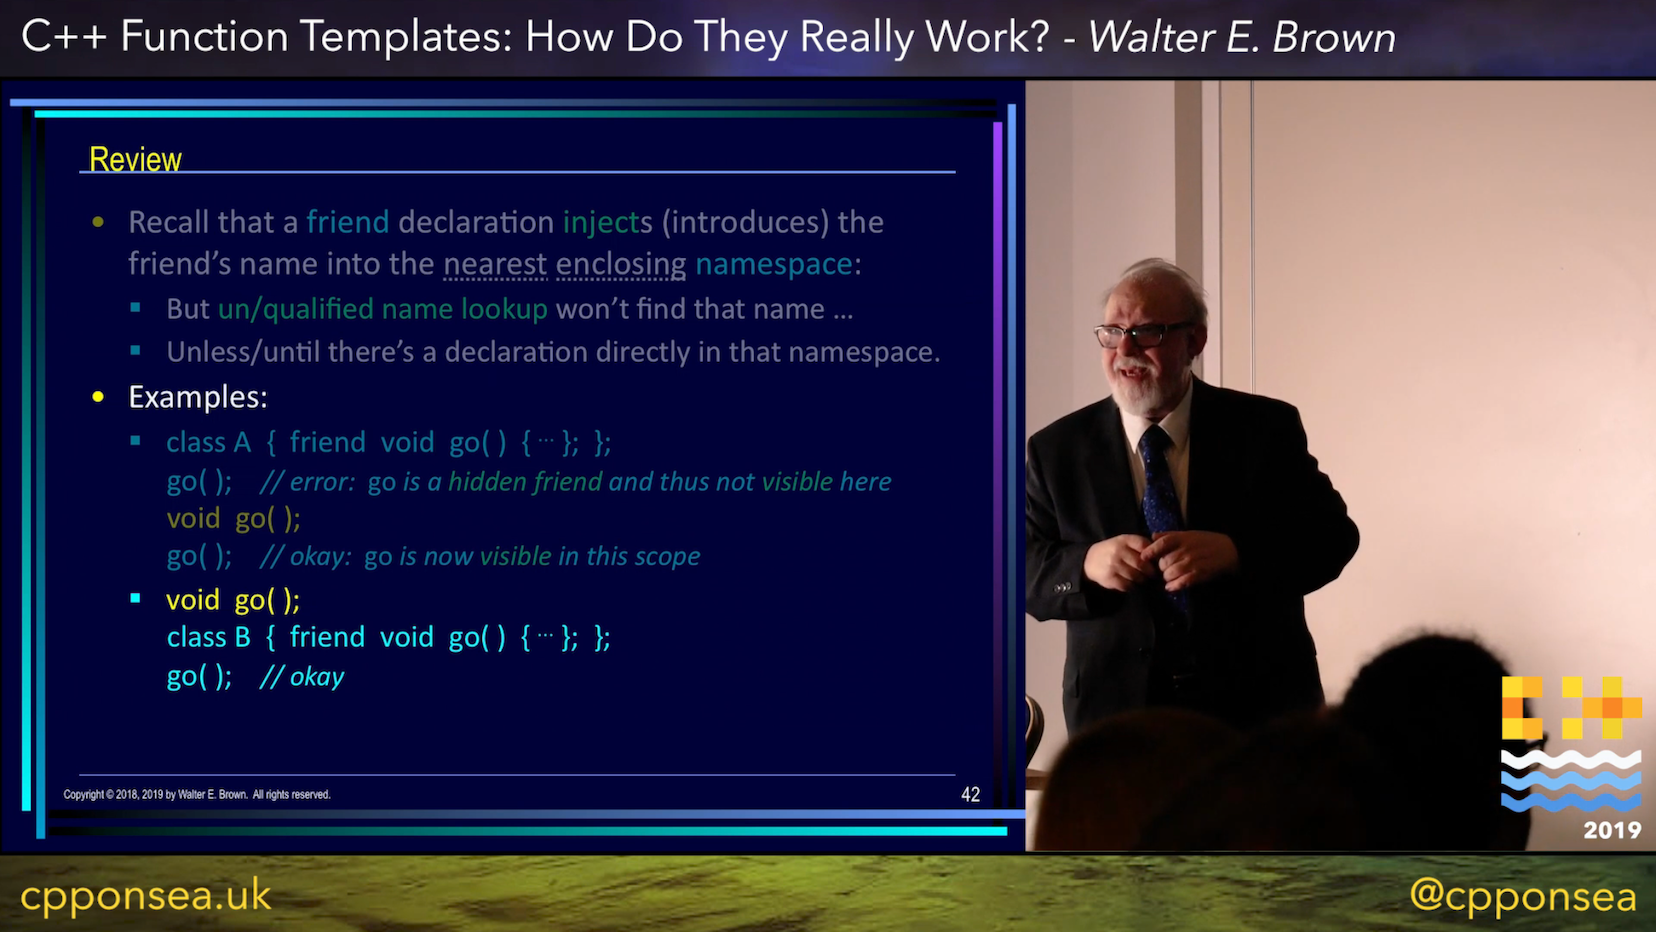 C++ Function Templates: How Do They Really Work? - Walter E. Brown
Review
• Recall that a friend declaration injects (introduces) the
friend’s name into the nearest enclosing namespace:
▪ But un/qualified name lookup won’t find that name …
▪ Unless/until there’s a declaration directly in that namespace.
• Examples:
▪ class A { friend void go( ) { ··· }; };
go( ); // error: go is a hidden friend and thus not visible here
void go( );
go( ); // okay: go is now visible in this scope
▪ void go( );
class B { friend void go( ) { ··· }; };
go( ); // okay
Copyright © 2018, 2019 by Walter E. Brown. All rights reserved.
42
C++
2019
cpponsea.uk
@cpponsea